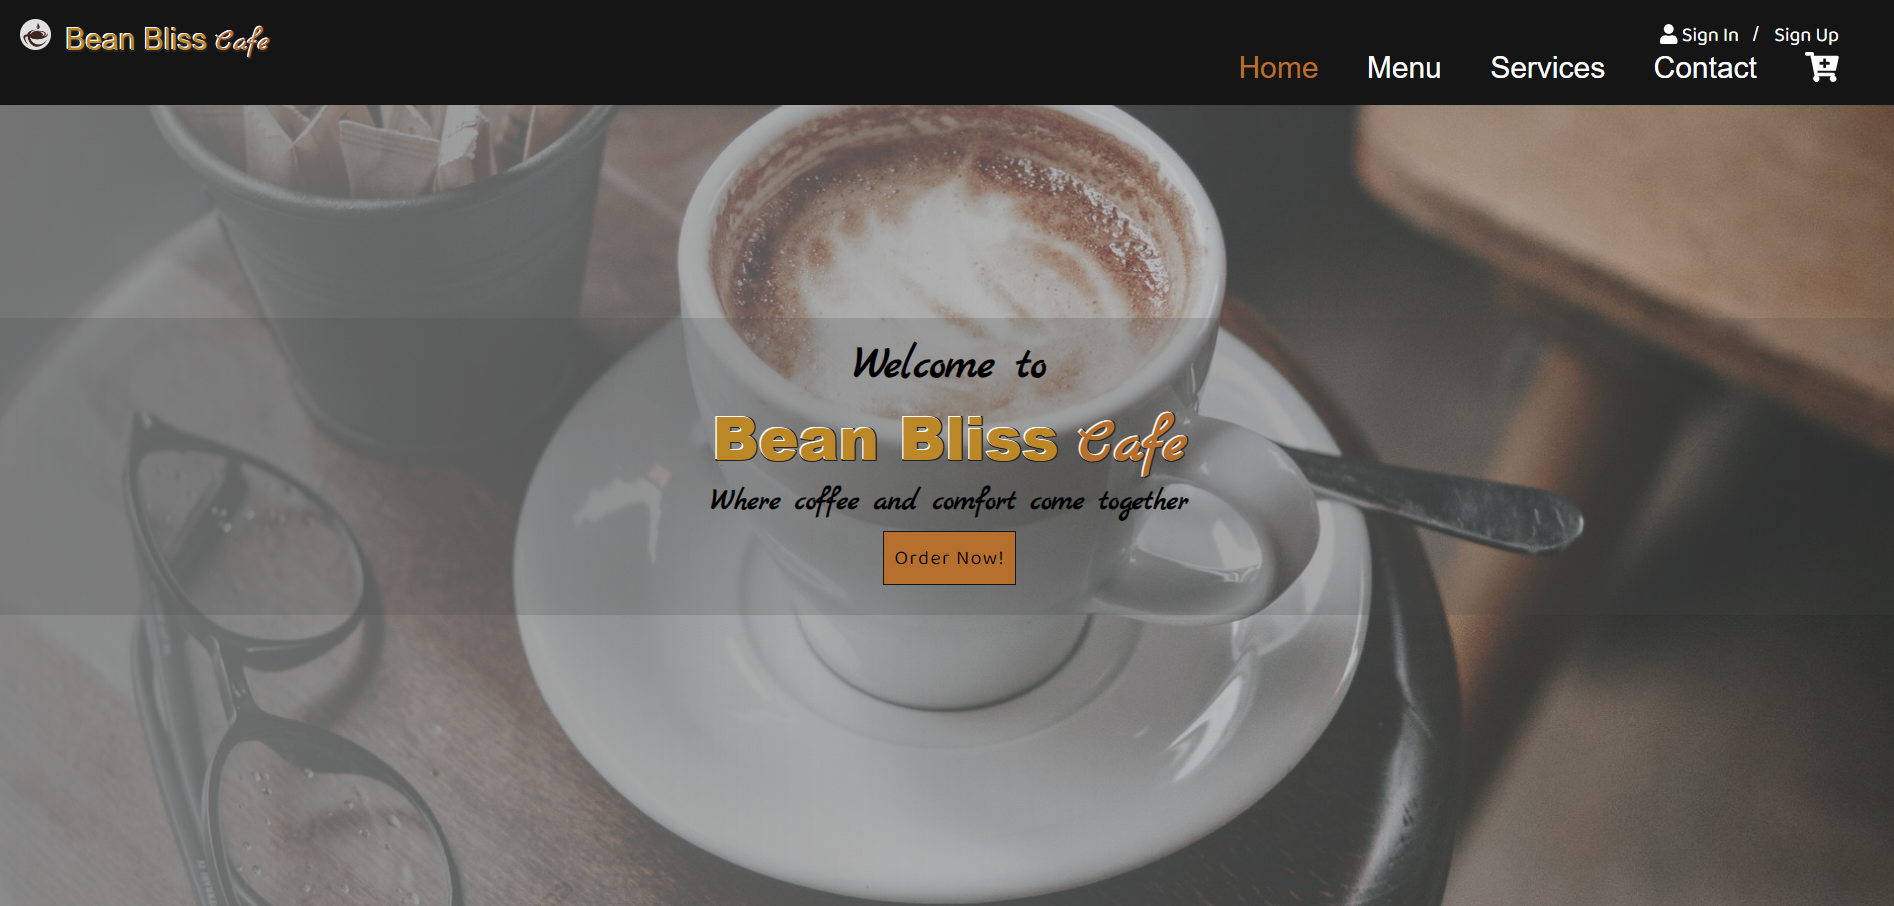 Bean Bliss Cafe
Sign In / Sign Up
Home Menu Services Contact
Welcome to
Bean Bliss Cafe
Where coffee and comfort come together
Order Now!